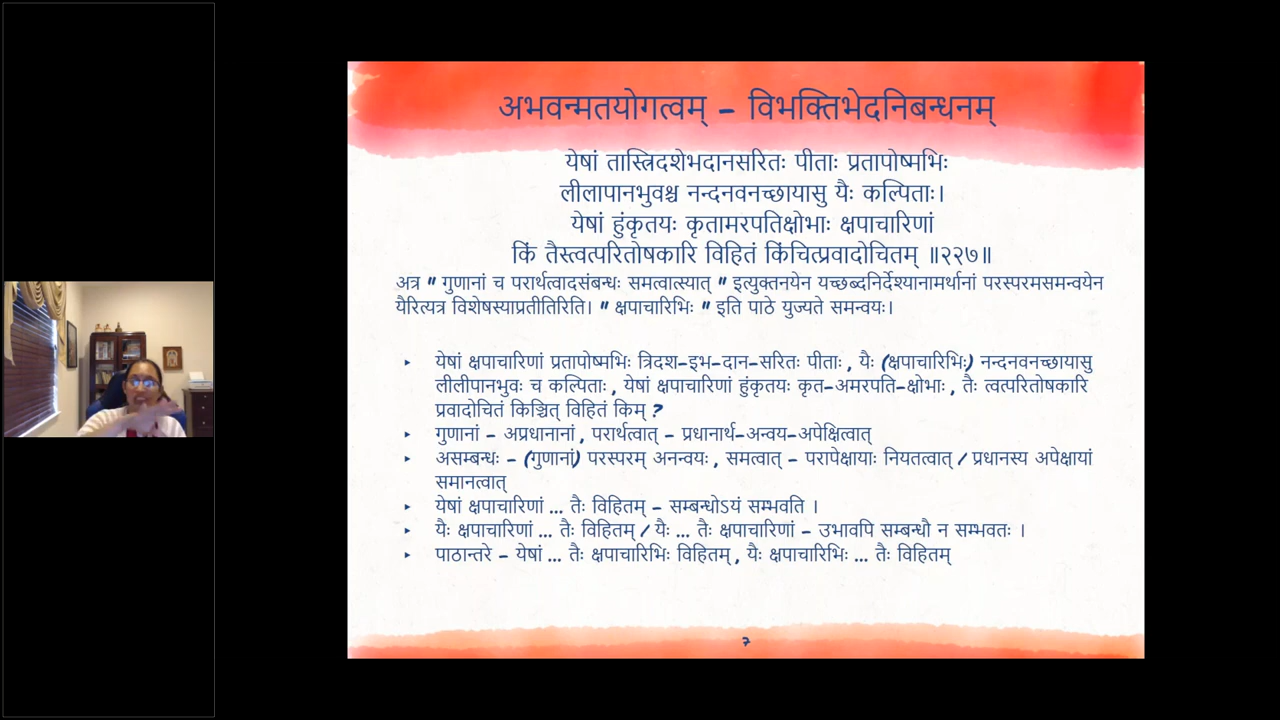 अभवन्मतयोगत्वम् - विभक्तिभेदनिबन्धनम्
येषां तास्त्रिदशेभदानसरितः पीताः प्रतापोष्मभिः
लीलापानभुवश्च नन्दनवनच्छायासु यैः कल्पिताः।
येषां हुंकृतयः कृतामरपतिक्षोभाः क्षपाचारिणां
किं तैस्त्वत्परितोषकारि विहितं किंचित्प्रवादोचितम् ॥२२७॥
अत्र " गुणानां च परार्थत्वादसंबन्धः समत्वात्स्यात् " इत्युक्तनयेन यच्छब्दनिर्देश्यानामर्थानां परस्परमसमन्वयेन
यैरित्यत्र विशेषस्याप्रतीतिरिति। " क्षपाचारिभिः " इति पाठे युज्यते समन्वयः।
▸ येषां क्षपाचारिणां प्रतापोष्मभिः त्रिदश-इभ-दान-सरितः पीताः , यैः (क्षपाचारिभिः) नन्दनवनच्छायासु
लीलीपानभुवः च कल्पिताः , येषां क्षपाचारिणां हुंकृतयः कृत-अमरपति-क्षोभाः , तैः त्वत्परितोषकारि
प्रवादोचितं किञ्चित् विहितं किम् ?
▸ गुणानां - अप्रधानानां , परार्थत्वात् - प्रधानार्थ-अन्वय-अपेक्षित्वात्
▸ असम्बन्धः - (गुणानां) परस्परम् अनन्वयः , समत्वात् - परापेक्षायाः नियतत्वात् / प्रधानस्य अपेक्षायां
समानत्वात्
▸ येषां क्षपाचारिणां ... तैः विहितम् - सम्बन्धोऽयं सम्भवति ।
▸ यैः क्षपाचारिणां ... तैः विहितम् / यैः ... तैः क्षपाचारिणां - उभावपि सम्बन्धौ न सम्भवतः ।
▸ पाठान्तरे - येषां ... तैः क्षपाचारिभिः विहितम् , यैः क्षपाचारिभिः ... तैः विहितम्
७